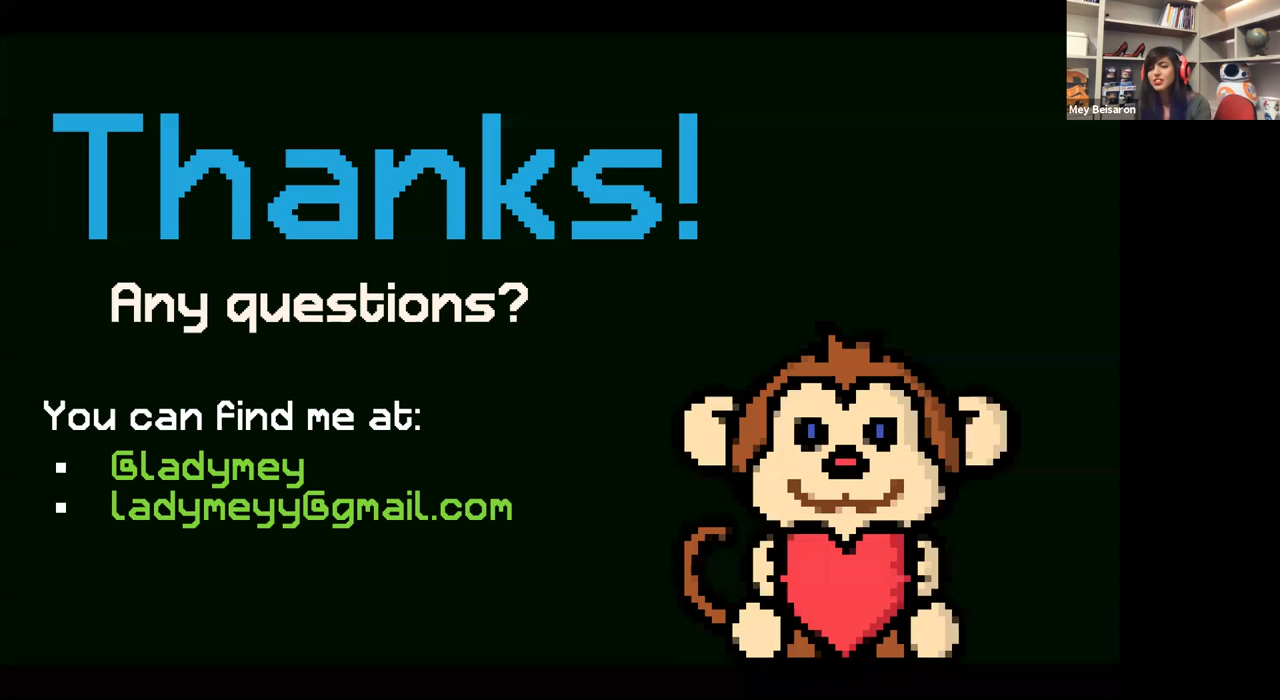 Thanks!
Any questions?
You can find me at:
▪ @ladymey
▪ ladymeyy@gmail.com
Mey Beisaron